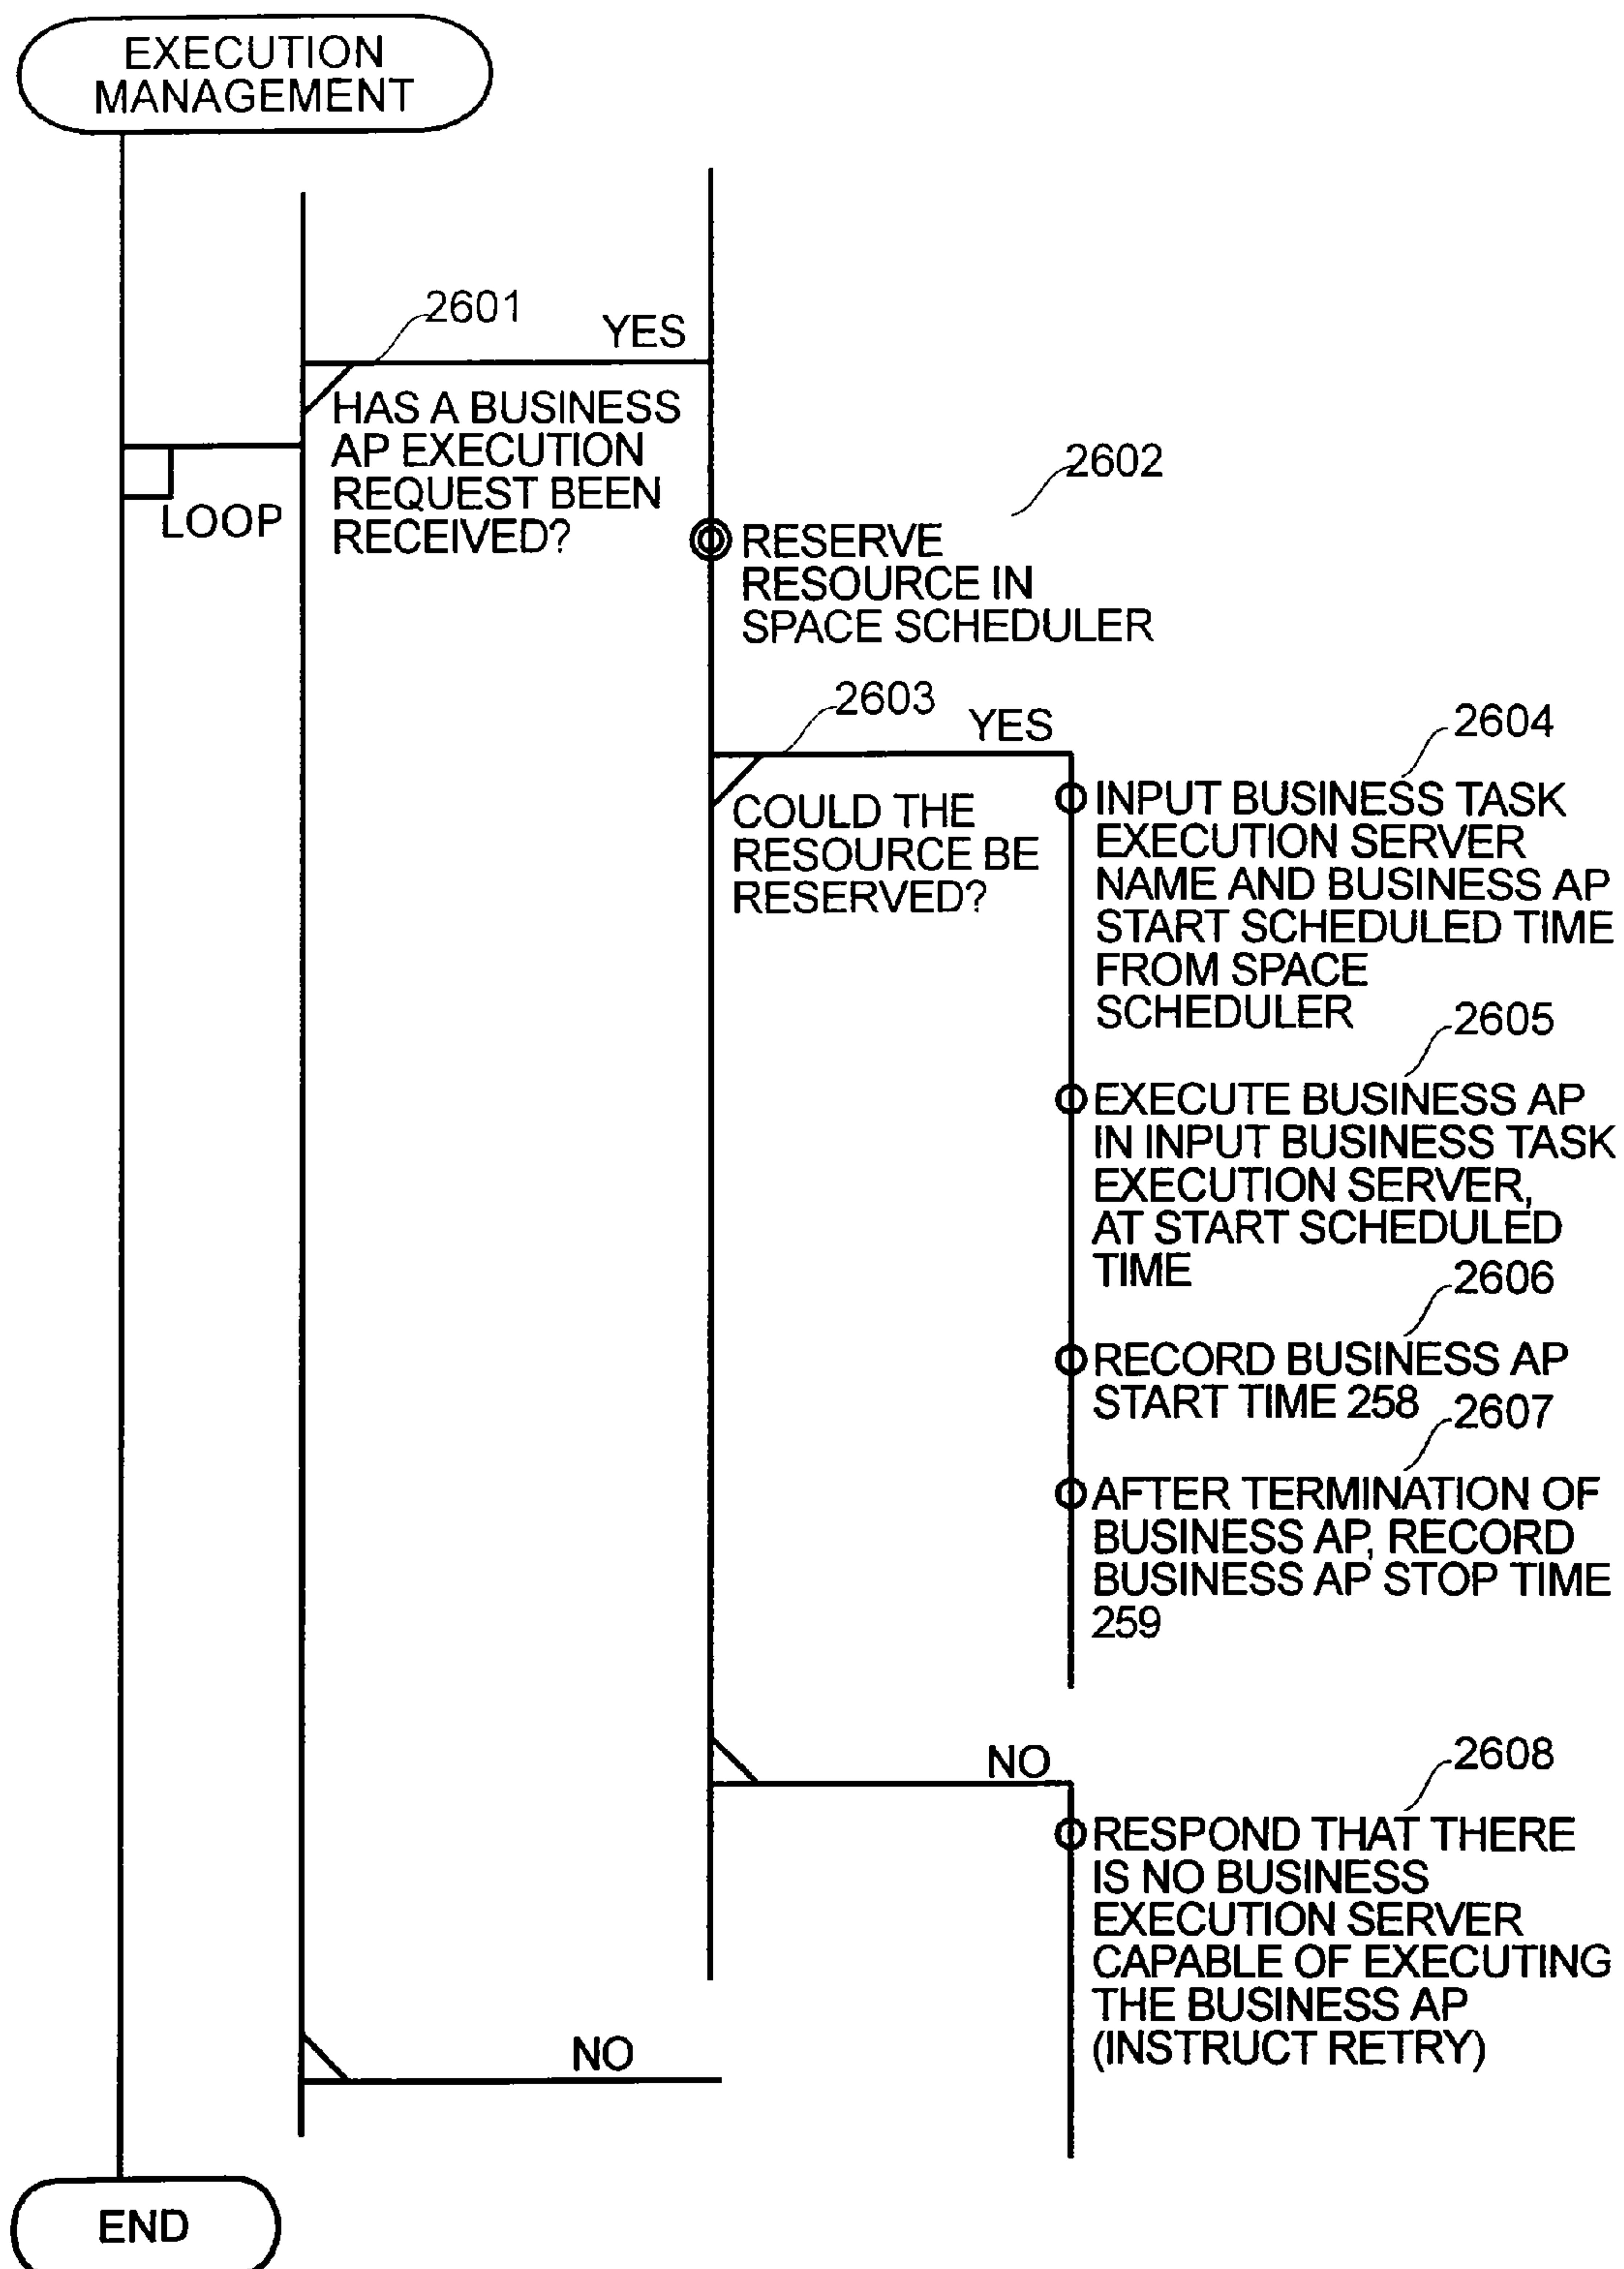 EXECUTION
MANAGEMENT
2601
YES
HAS A BUSINESS
AP EXECUTION
REQUEST BEEN
RECEIVED?
LOOP
2602
RESERVE
RESOURCE IN
SPACE SCHEDULER
2603
YES
COULD THE
RESOURCE BE
RESERVED?
2604
INPUT BUSINESS TASK
EXECUTION SERVER
NAME AND BUSINESS AP
START SCHEDULED TIME
FROM SPACE
SCHEDULER
2605
EXECUTE BUSINESS AP
IN INPUT BUSINESS TASK
EXECUTION SERVER,
AT START SCHEDULED
TIME
2606
RECORD BUSINESS AP
START TIME 258
2607
AFTER TERMINATION OF
BUSINESS AP, RECORD
BUSINESS AP STOP TIME
259
NO
2608
RESPOND THAT THERE
IS NO BUSINESS
EXECUTION SERVER
CAPABLE OF EXECUTING
THE BUSINESS AP
(INSTRUCT RETRY)
NO
END